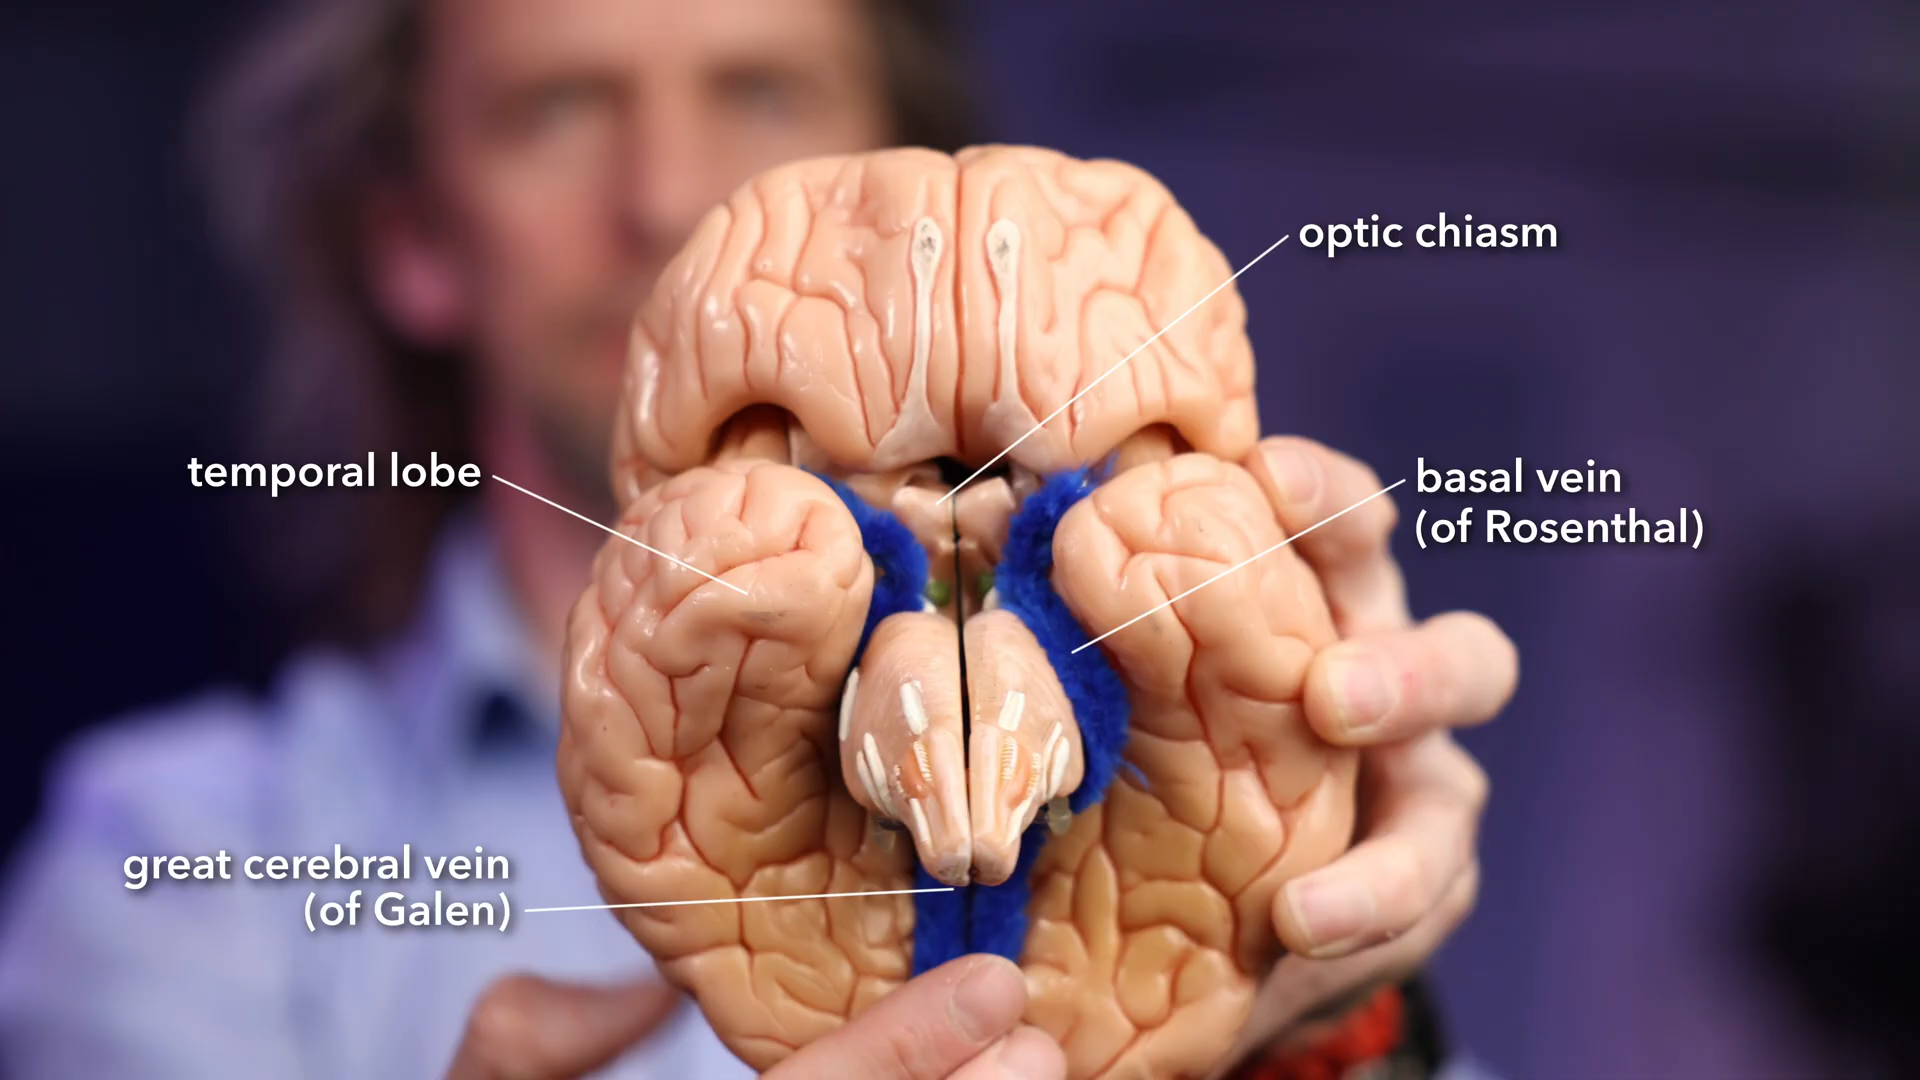 optic chiasm
temporal lobe
basal vein
(of Rosenthal)
great cerebral vein
(of Galen)